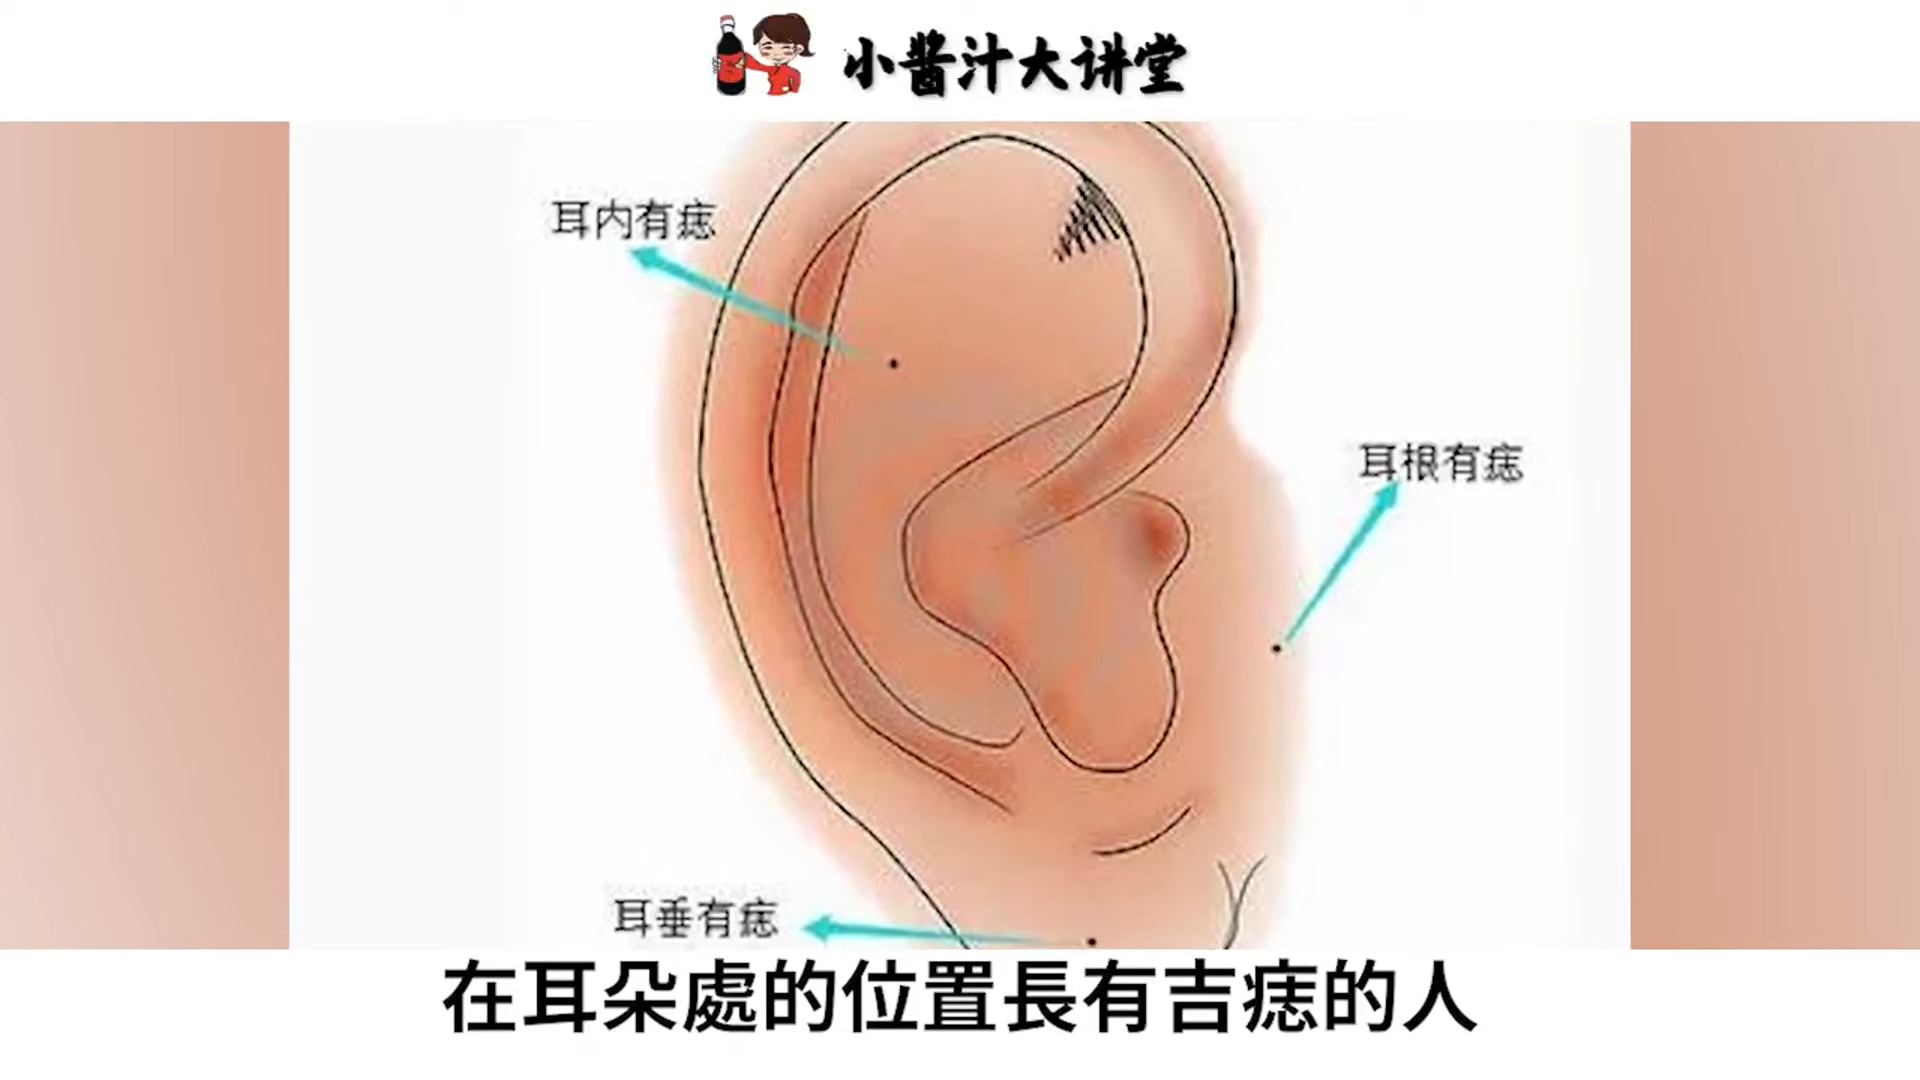 小酱汁大讲堂
耳内有痣
耳根有痣
耳垂有痣
在耳朵處的位置長有吉痣的人